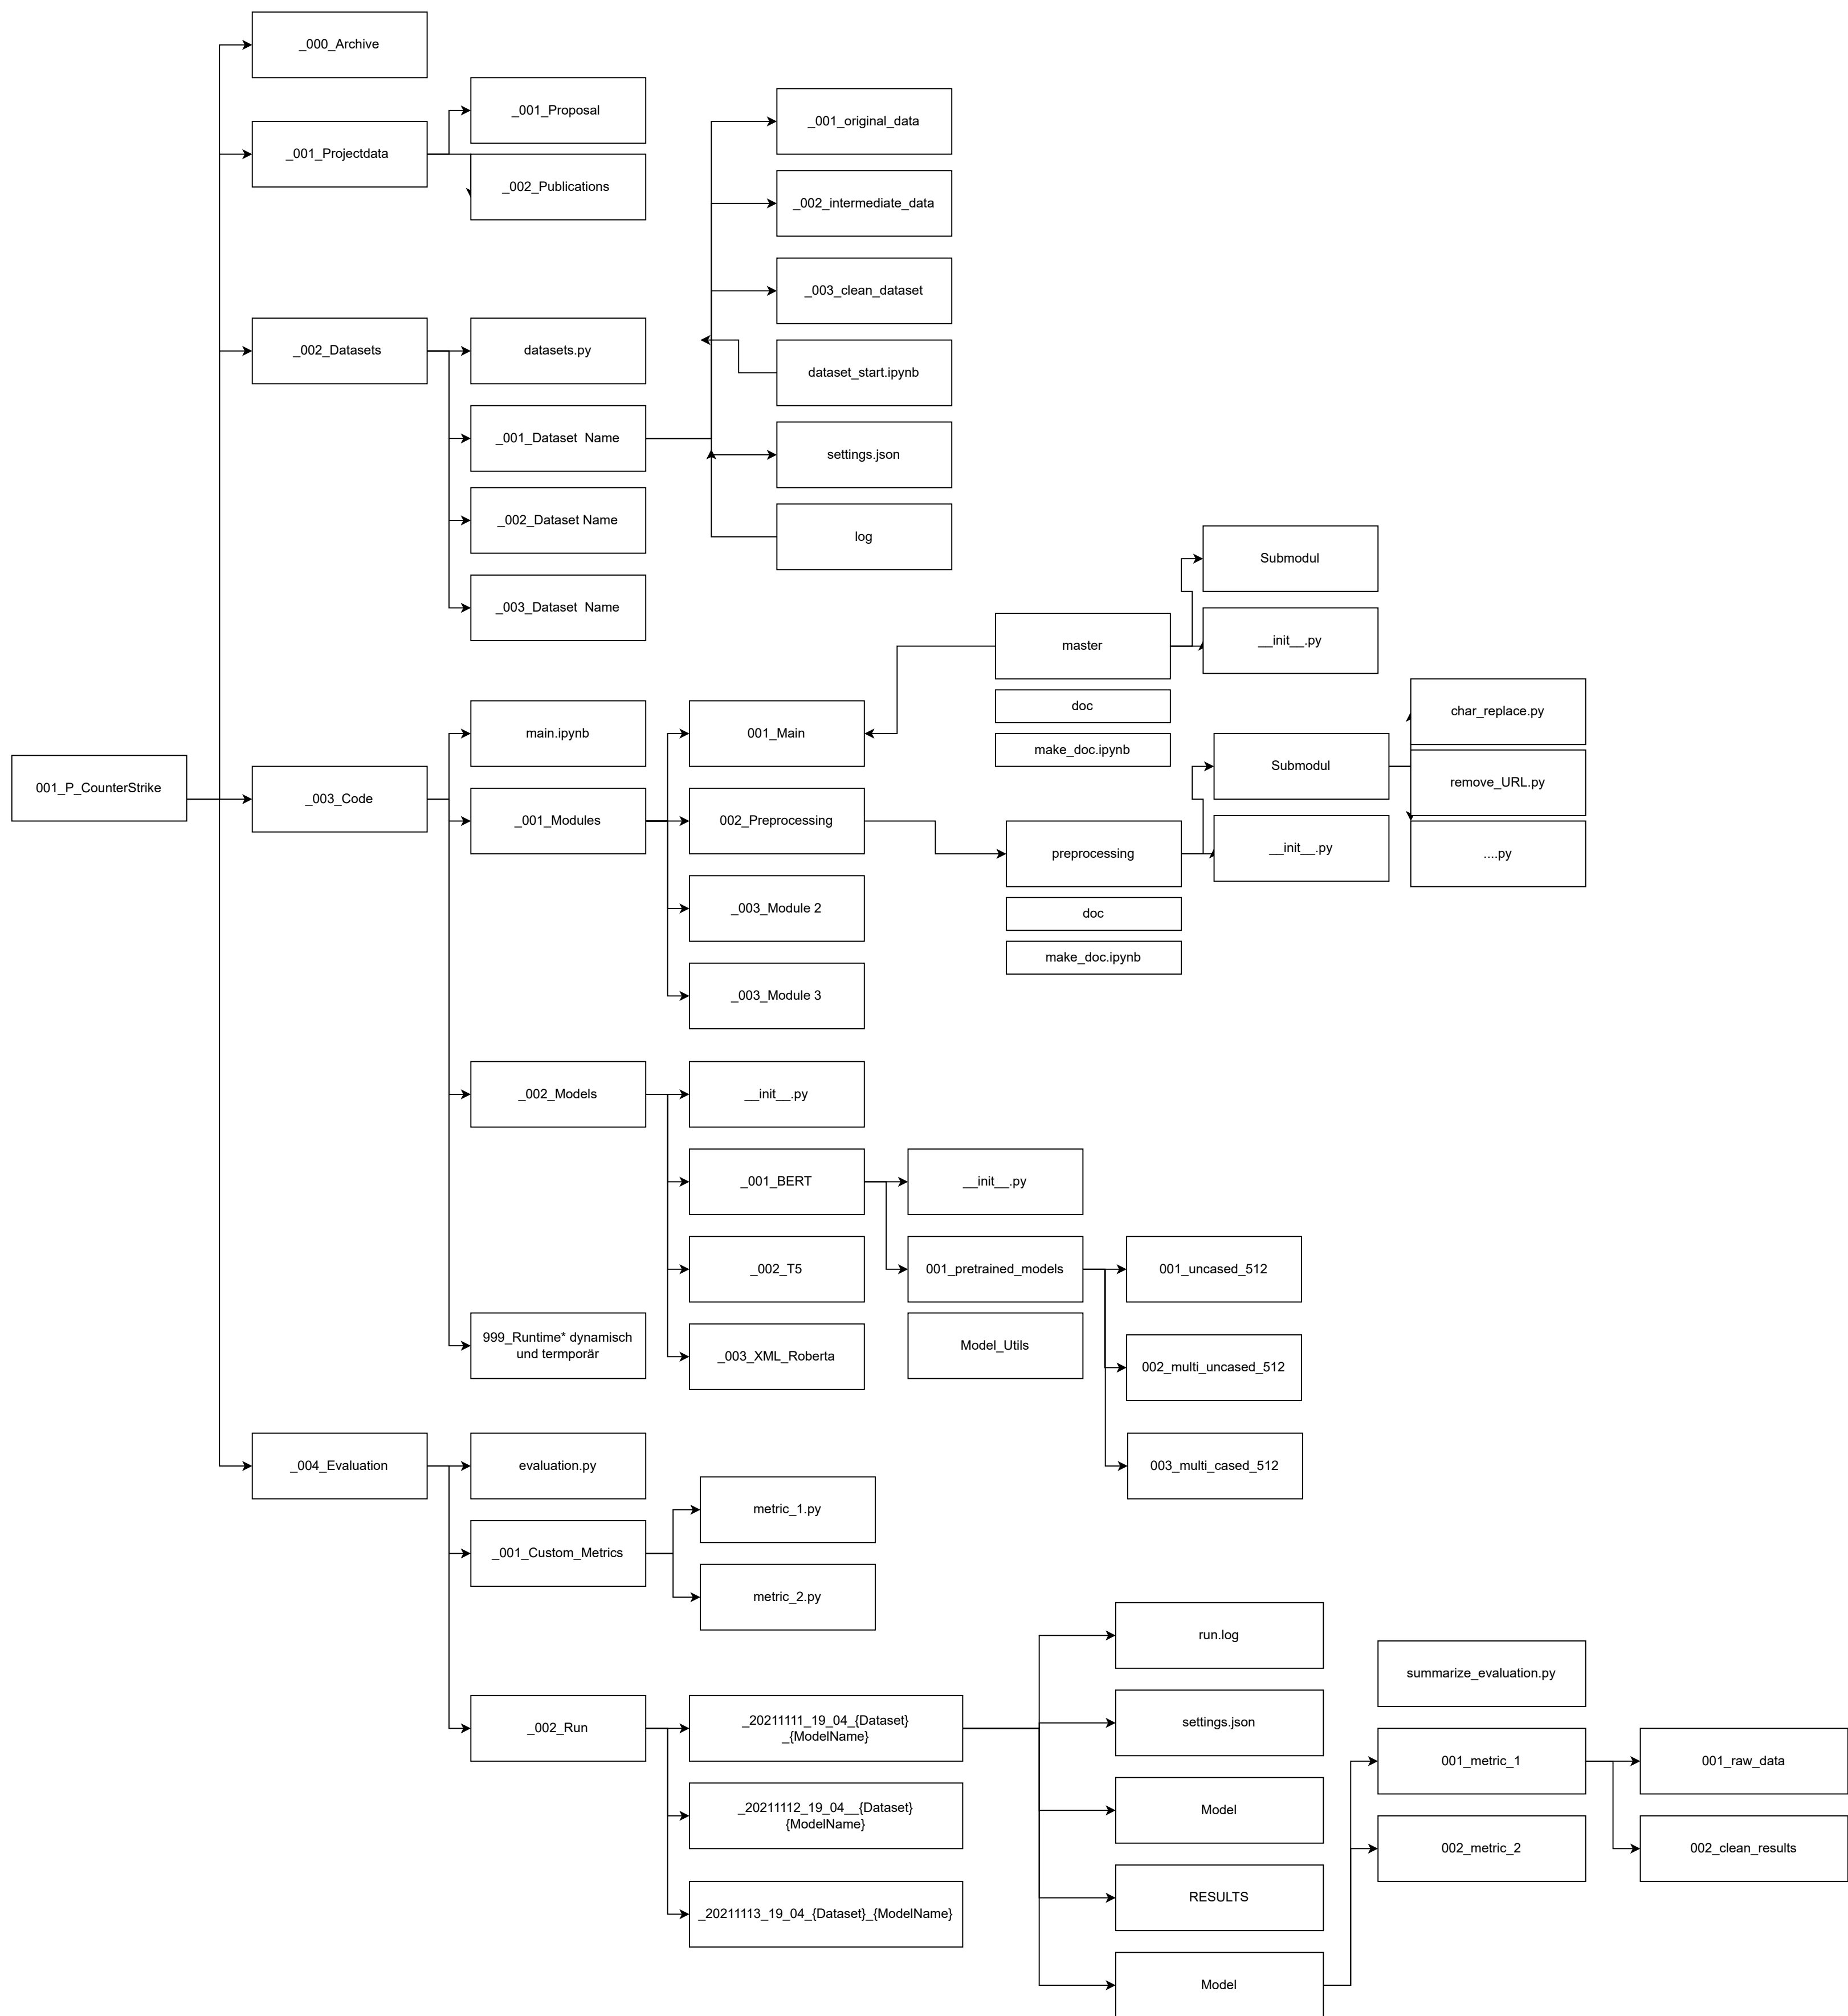 _000_Archive
_001_Proposal
_001_original_data
_001_Projectdata
_002_Publications
_002_intermediate_data
_003_clean_dataset
_002_Datasets
datasets.py
dataset_start.ipynb
_001_Dataset  Name
settings.json
_002_Dataset Name
log
Submodul
_003_Dataset  Name
master
__init__.py
doc
char_replace.py
main.ipynb
001_Main
make_doc.ipynb
Submodul
remove_URL.py
001_P_CounterStrike
_003_Code
_001_Modules
002_Preprocessing
preprocessing
__init__.py
....py
_003_Module 2
doc
make_doc.ipynb
_003_Module 3
_002_Models
__init__.py
_001_BERT
__init__.py
_002_T5
001_pretrained_models
001_uncased_512
999_Runtime* dynamisch
und termporär
_003_XML_Roberta
Model_Utils
002_multi_uncased_512
_004_Evaluation
evaluation.py
003_multi_cased_512
metric_1.py
_001_Custom_Metrics
metric_2.py
run.log
summarize_evaluation.py
_002_Run
_20211111_19_04_{Dataset}
_{ModelName}
settings.json
001_metric_1
001_raw_data
_20211112_19_04__{Dataset}
{ModelName}
Model
002_metric_2
002_clean_results
_20211113_19_04_{Dataset}_{ModelName}
RESULTS
Model